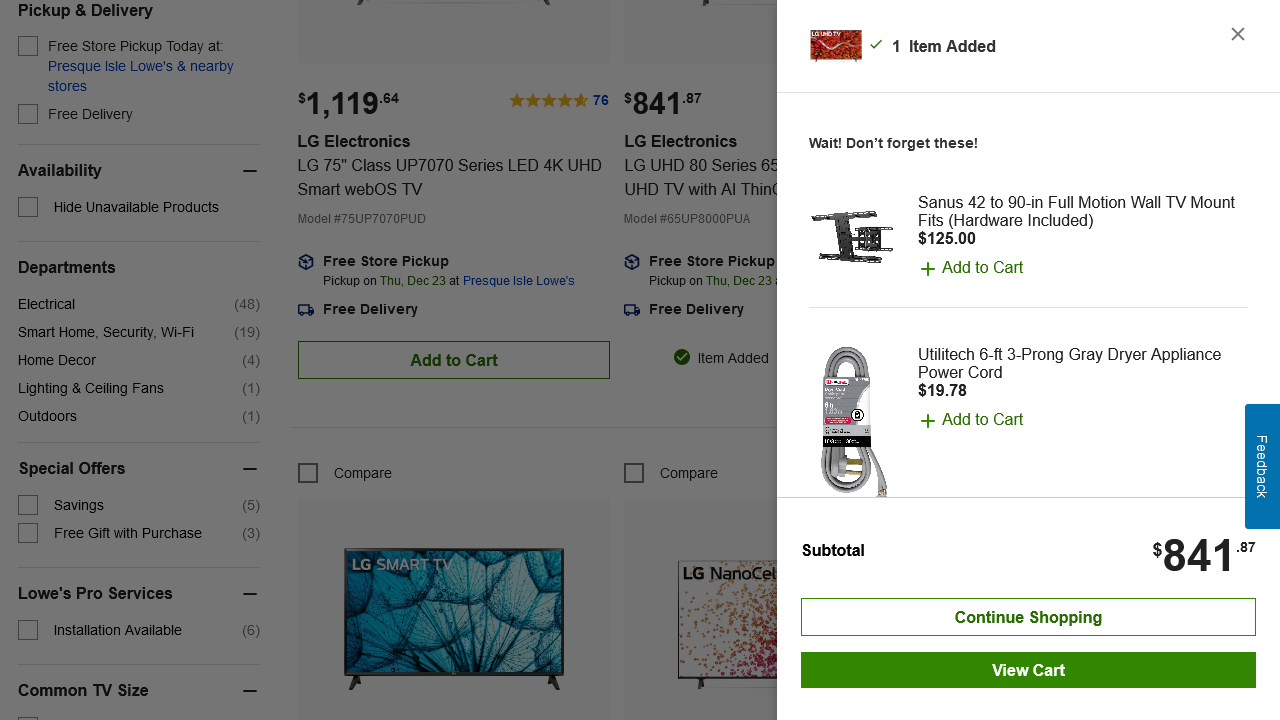 Pickup & Delivery
Free Store Pickup Today at:
Presque Isle Lowe's & nearby
stores
Free Delivery
Availability
Hide Unavailable Products
Departments
Electrical (48)
Smart Home, Security, Wi-Fi (19)
Home Decor (4)
Lighting & Ceiling Fans (1)
Outdoors (1)
Special Offers
Savings (5)
Free Gift with Purchase (3)
Lowe's Pro Services
Installation Available (6)
Common TV Size
$1,119.64 76
LG Electronics
LG 75" Class UP7070 Series LED 4K UHD
Smart webOS TV
Model #75UP7070PUD
Free Store Pickup
Pickup on Thu, Dec 23 at Presque Isle Lowe's
Free Delivery
Add to Cart
Compare
LG SMART TV
$841.87
LG Electronics
LG UHD 80 Series 65
UHD TV with AI ThinQ
Model #65UP8000PUA
Free Store Pickup
Pickup on Thu, Dec 23
Free Delivery
Item Added
Compare
LG NanoCel
LG UHD TV
1 Item Added
Wait! Don’t forget these!
Sanus 42 to 90-in Full Motion Wall TV Mount
Fits (Hardware Included)
$125.00
Add to Cart
Utilitech 6-ft 3-Prong Gray Dryer Appliance
Power Cord
$19.78
Add to Cart
Feedback
Subtotal $841.87
Continue Shopping
View Cart